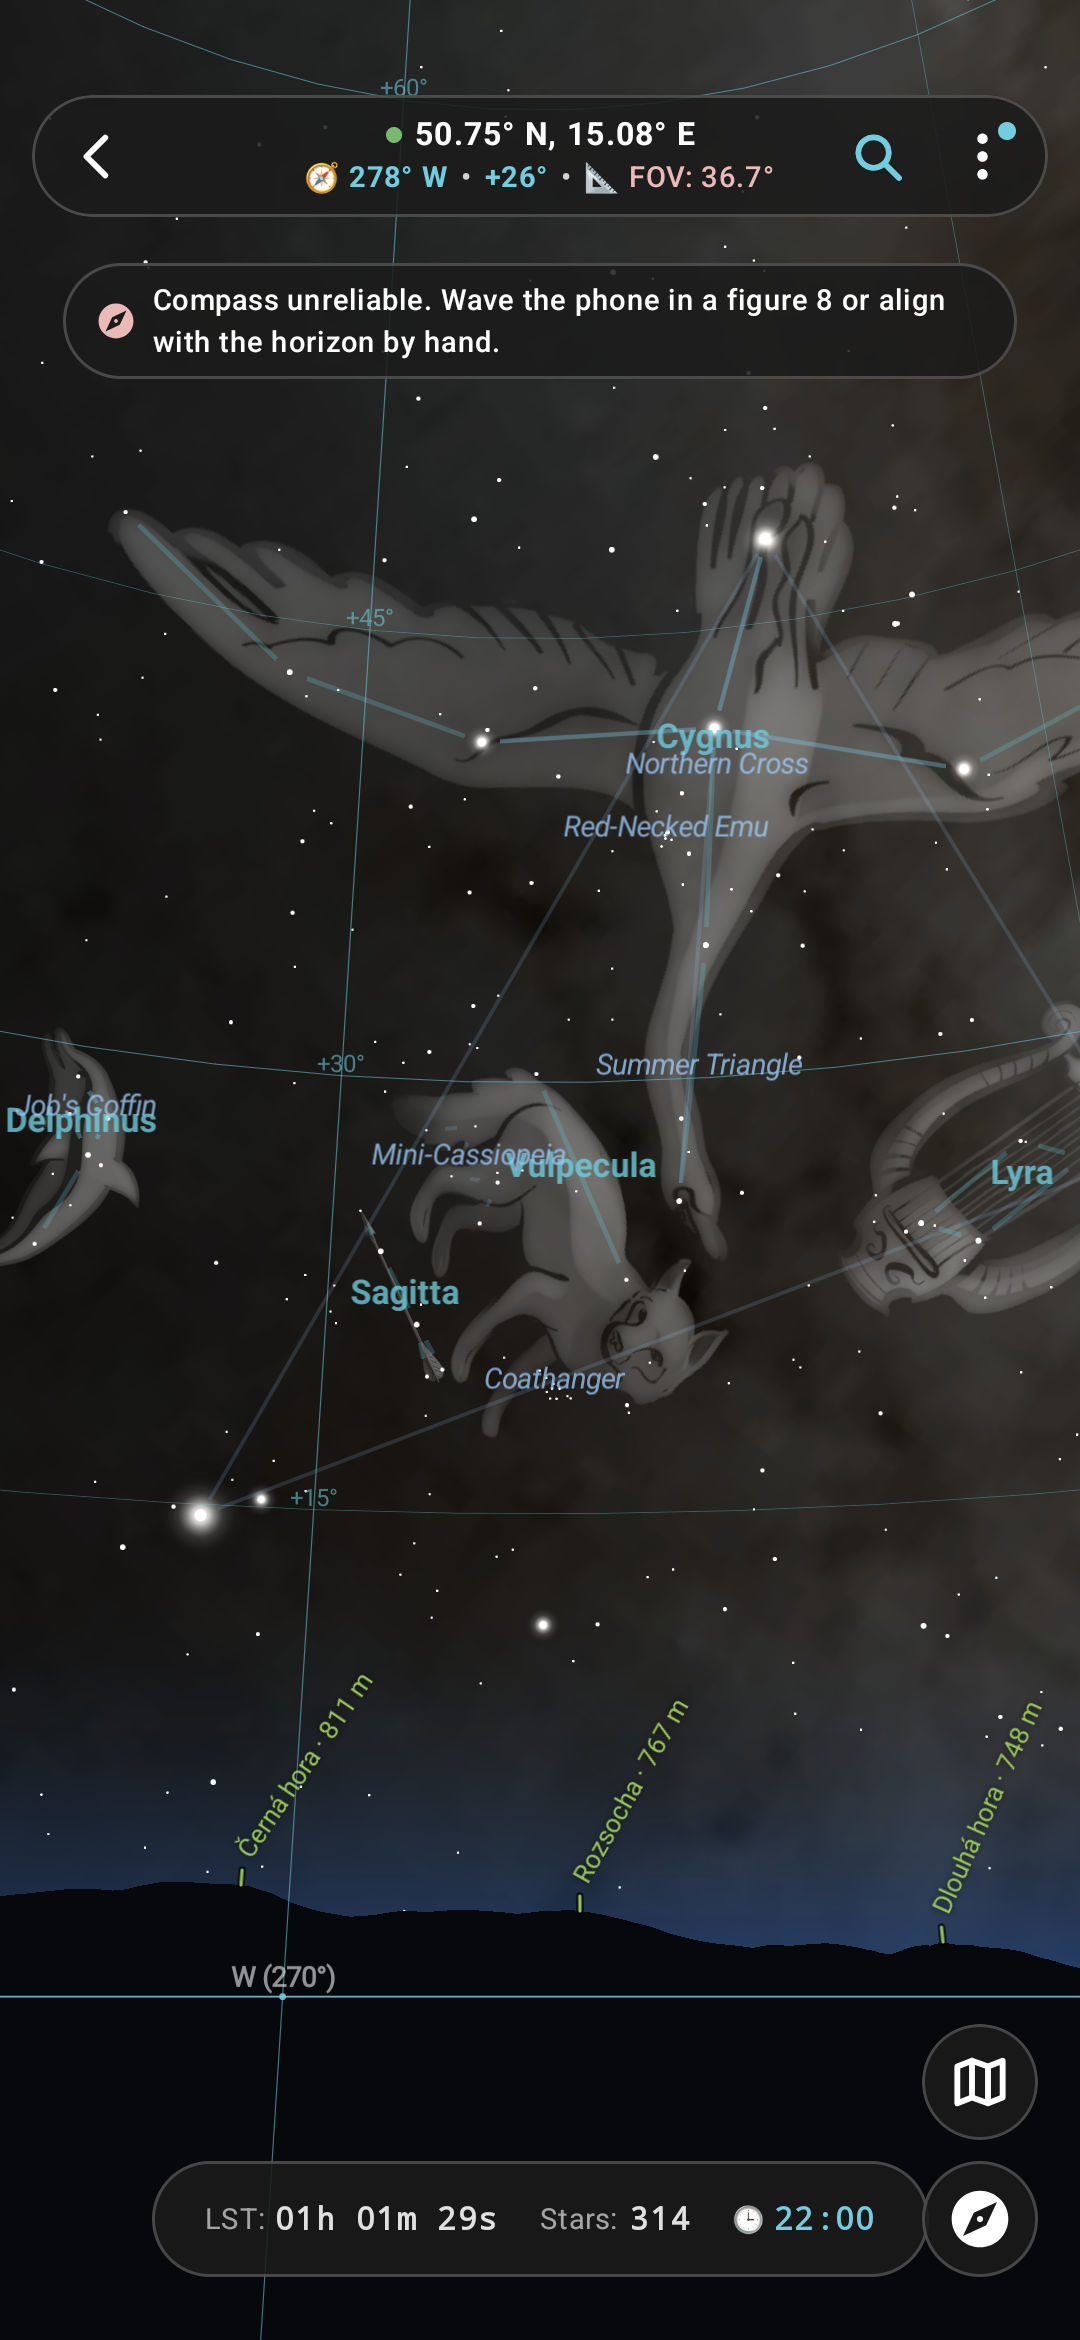 +60°
50.75° N, 15.08° E
278° W • +26° • FOV: 36.7°
Compass unreliable. Wave the phone in a figure 8 or align
with the horizon by hand.
+45°
Cygnus
Northern Cross
Red-Necked Emu
+30°
Summer Triangle
Job's Coffin
Delphinus
Mini-Cassiopeia
Vulpecula
Lyra
Sagitta
Coathanger
+15°
Černá hora · 811 m
Rozsocha · 767 m
Dlouhá hora · 748 m
W (270°)
LST: 01h 01m 29s Stars: 314 22:00